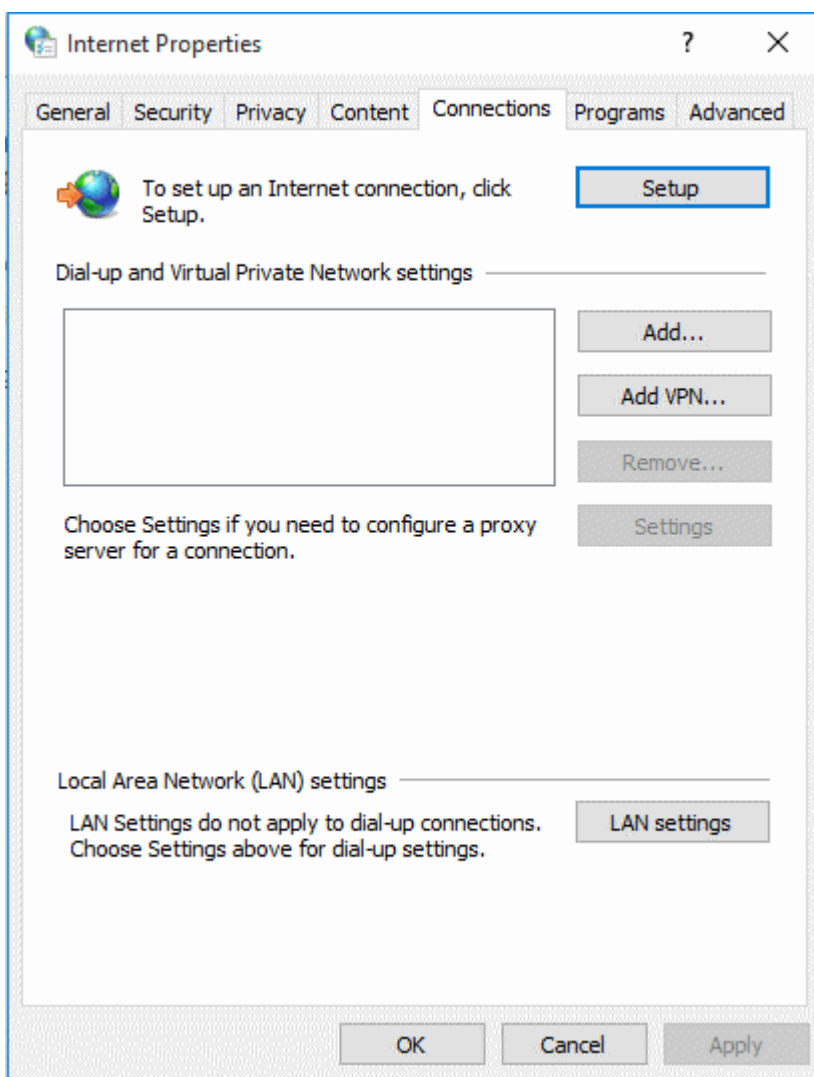 Internet Properties
?
General Security Privacy Content Connections Programs Advanced
To set up an Internet connection, click
Setup.
Setup
Dial-up and Virtual Private Network settings
Add...
Add VPN...
Remove...
Choose Settings if you need to configure a proxy
server for a connection.
Settings
Local Area Network (LAN) settings
LAN Settings do not apply to dial-up connections.
Choose Settings above for dial-up settings.
LAN settings
OK Cancel Apply